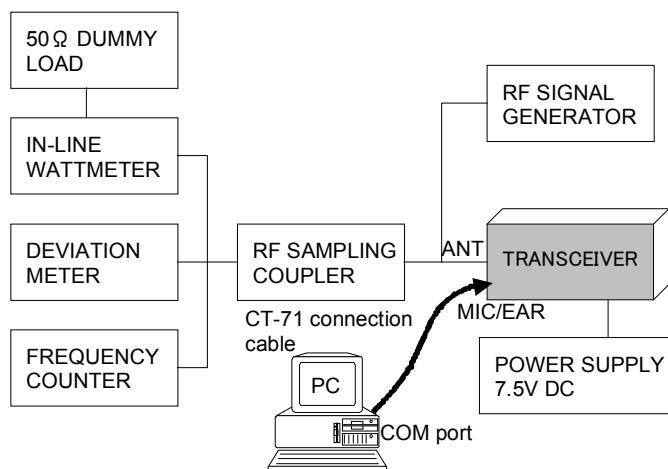 50Ω DUMMY
LOAD
IN-LINE
WATTMETER
DEVIATION
METER
FREQUENCY
COUNTER
RF SAMPLING
COUPLER
RF SIGNAL
GENERATOR
ANT
TRANSCEIVER
MIC/EAR
CT-71 connection
cable
POWER SUPPLY
7.5V DC
PC
COM port